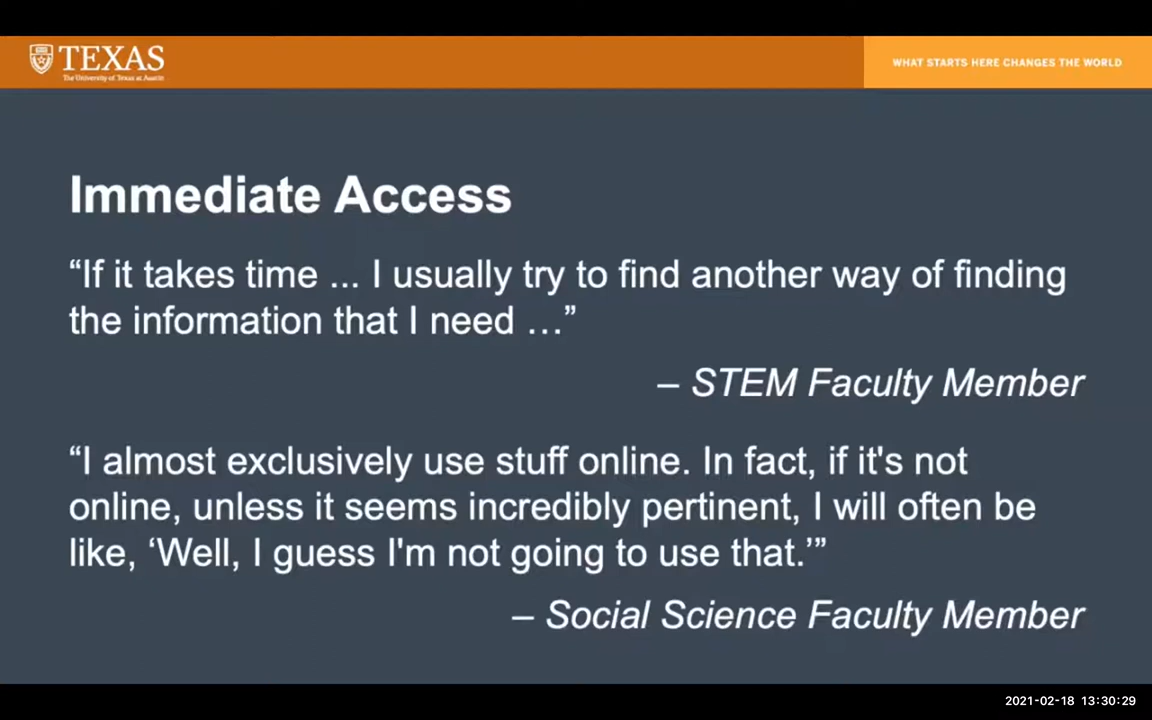 TEXAS
The University of Texas at Austin
WHAT STARTS HERE CHANGES THE WORLD
Immediate Access
“If it takes time ... I usually try to find another way of finding
the information that I need …”
– STEM Faculty Member
“I almost exclusively use stuff online. In fact, if it's not
online, unless it seems incredibly pertinent, I will often be
like, ‘Well, I guess I'm not going to use that.’”
– Social Science Faculty Member
2021-02-18 13:30:29